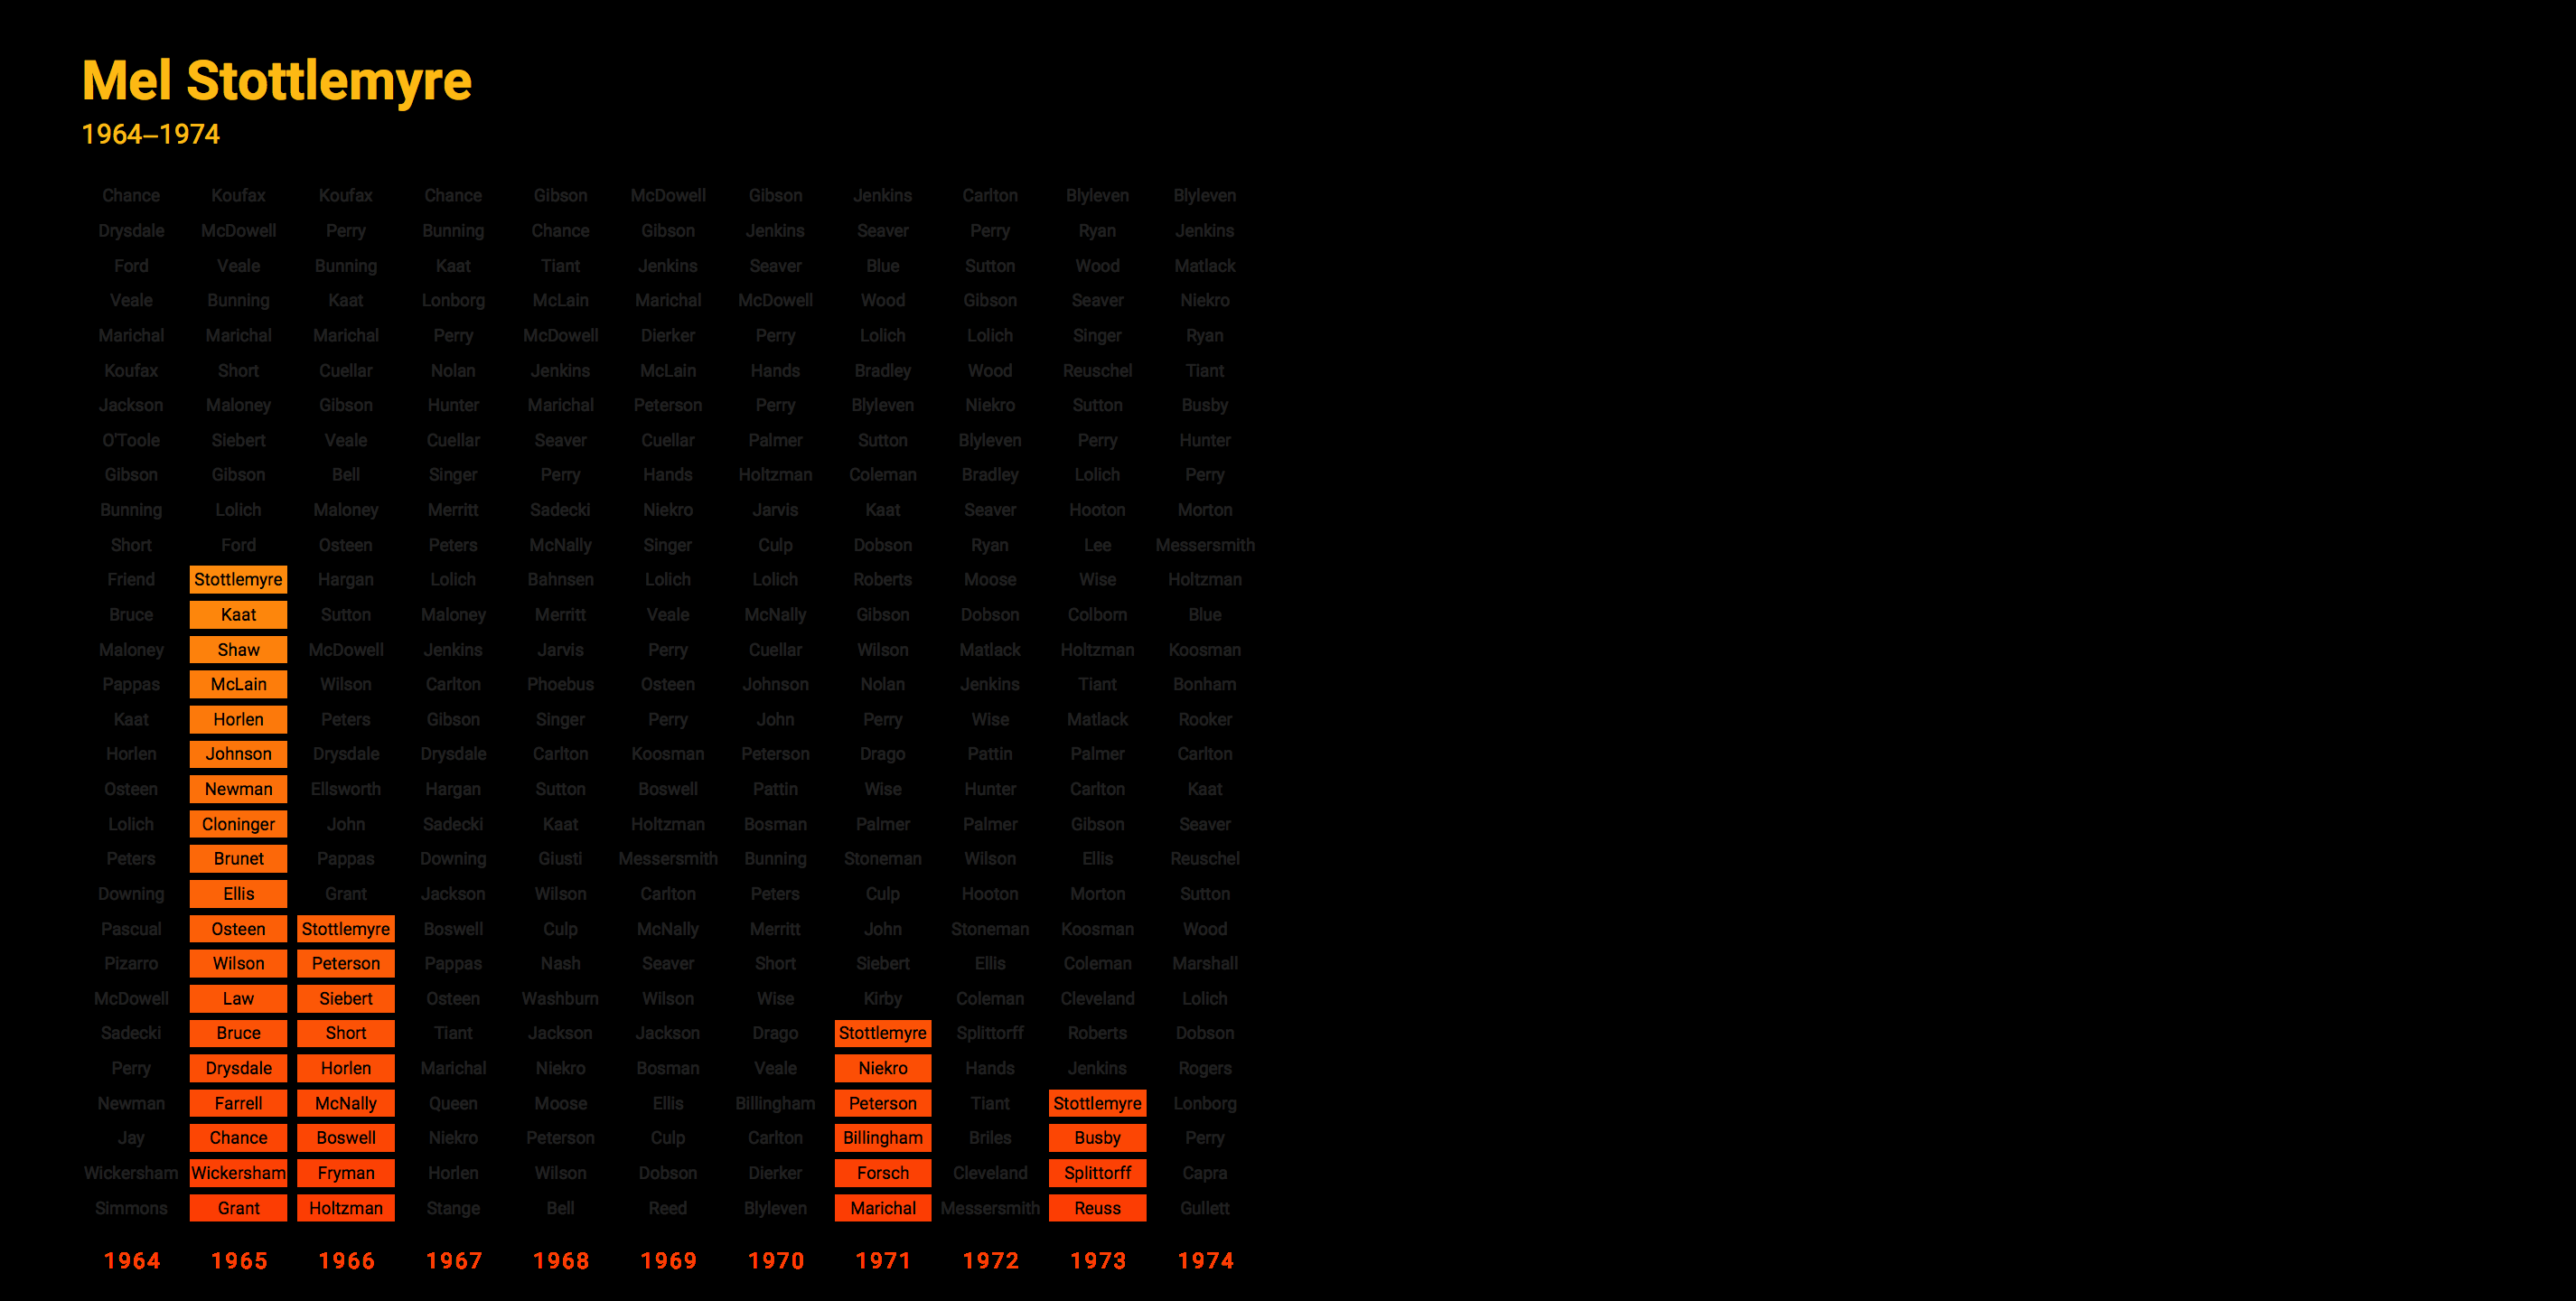 Mel Stottlemyre
1964–1974
Chance Koufax Koufax Chance Gibson McDowell Gibson Jenkins Carlton Blyleven Blyleven
Drysdale McDowell Perry Bunning Chance Gibson Jenkins Seaver Perry Ryan Jenkins
Ford Veale Bunning Kaat Tiant Jenkins Seaver Blue Sutton Wood Matlack
Veale Bunning Kaat Lonborg McLain Marichal McDowell Wood Gibson Seaver Niekro
Marichal Marichal Marichal Perry McDowell Dierker Perry Lolich Lolich Singer Ryan
Koufax Short Cuellar Nolan Jenkins McLain Hands Bradley Wood Reuschel Tiant
Jackson Maloney Gibson Hunter Marichal Peterson Perry Blyleven Niekro Sutton Busby
O'Toole Siebert Veale Cuellar Seaver Cuellar Palmer Sutton Blyleven Perry Hunter
Gibson Gibson Bell Singer Perry Hands Holtzman Coleman Bradley Lolich Perry
Bunning Lolich Maloney Merritt Sadecki Niekro Jarvis Kaat Seaver Hooton Morton
Short Ford Osteen Peters McNally Singer Culp Dobson Ryan Lee Messersmith
Friend Stottlemyre Hargan Lolich Bahnsen Lolich Lolich Roberts Moose Wise Holtzman
Bruce Kaat Sutton Maloney Merritt Veale McNally Gibson Dobson Colborn Blue
Maloney Shaw McDowell Jenkins Jarvis Perry Cuellar Wilson Matlack Holtzman Koosman
Pappas McLain Wilson Carlton Phoebus Osteen Johnson Nolan Jenkins Tiant Bonham
Kaat Horlen Peters Gibson Singer Perry John Perry Wise Matlack Rooker
Horlen Johnson Drysdale Drysdale Carlton Koosman Peterson Drago Pattin Palmer Carlton
Osteen Newman Ellsworth Hargan Sutton Boswell Pattin Wise Hunter Carlton Kaat
Lolich Cloninger John Sadecki Kaat Holtzman Bosman Palmer Palmer Gibson Seaver
Peters Brunet Pappas Downing Giusti Messersmith Bunning Stoneman Wilson Ellis Reuschel
Downing Ellis Grant Jackson Wilson Carlton Peters Culp Hooton Morton Sutton
Pascual Osteen Stottlemyre Boswell Culp McNally Merritt John Stoneman Koosman Wood
Pizarro Wilson Peterson Pappas Nash Seaver Short Siebert Ellis Coleman Marshall
McDowell Law Siebert Osteen Washburn Wilson Wise Kirby Coleman Cleveland Lolich
Sadecki Bruce Short Tiant Jackson Jackson Drago Stottlemyre Splittorff Roberts Dobson
Perry Drysdale Horlen Marichal Niekro Bosman Veale Niekro Hands Jenkins Rogers
Newman Farrell McNally Queen Moose Ellis Billingham Peterson Tiant Stottlemyre Lonborg
Jay Chance Boswell Niekro Peterson Culp Carlton Billingham Briles Busby Perry
Wickersham Wickersham Fryman Horlen Wilson Dobson Dierker Forsch Cleveland Splittorff Capra
Simmons Grant Holtzman Stange Bell Reed Blyleven Marichal Messersmith Reuss Gullett
1964 1965 1966 1967 1968 1969 1970 1971 1972 1973 1974